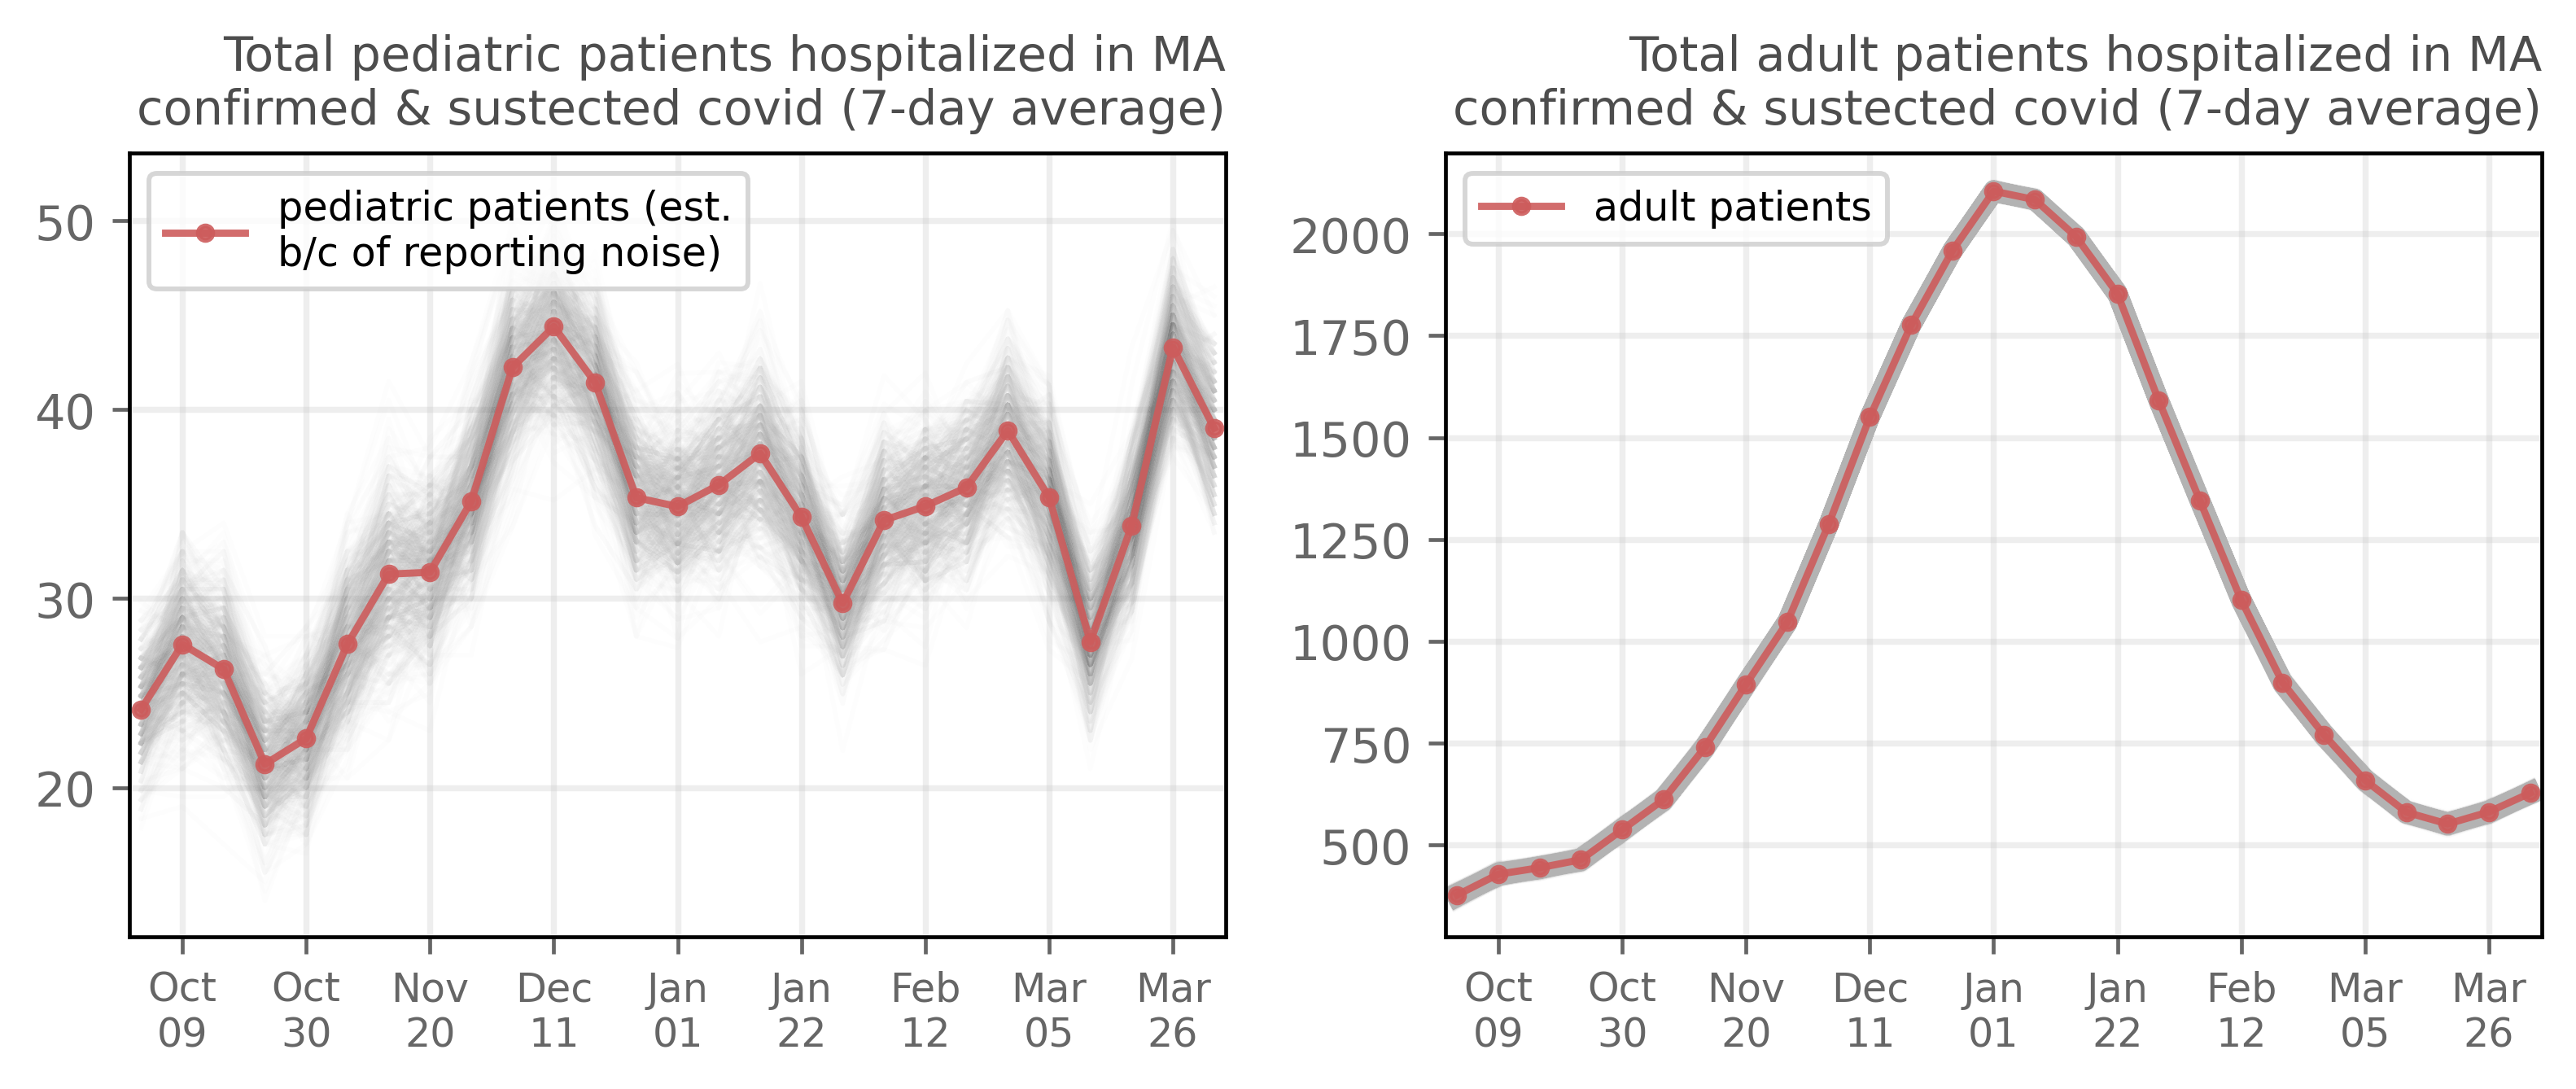 Total pediatric patients hospitalized in MA
confirmed & sustected covid (7-day average)
pediatric patients (est.
b/c of reporting noise)
50
40
30
20
Oct Oct Nov Dec Jan Jan Feb Mar Mar
09 30 20 11 01 22 12 05 26
Total adult patients hospitalized in MA
confirmed & sustected covid (7-day average)
adult patients
2000
1750
1500
1250
1000
750
500
Oct Oct Nov Dec Jan Jan Feb Mar Mar
09 30 20 11 01 22 12 05 26